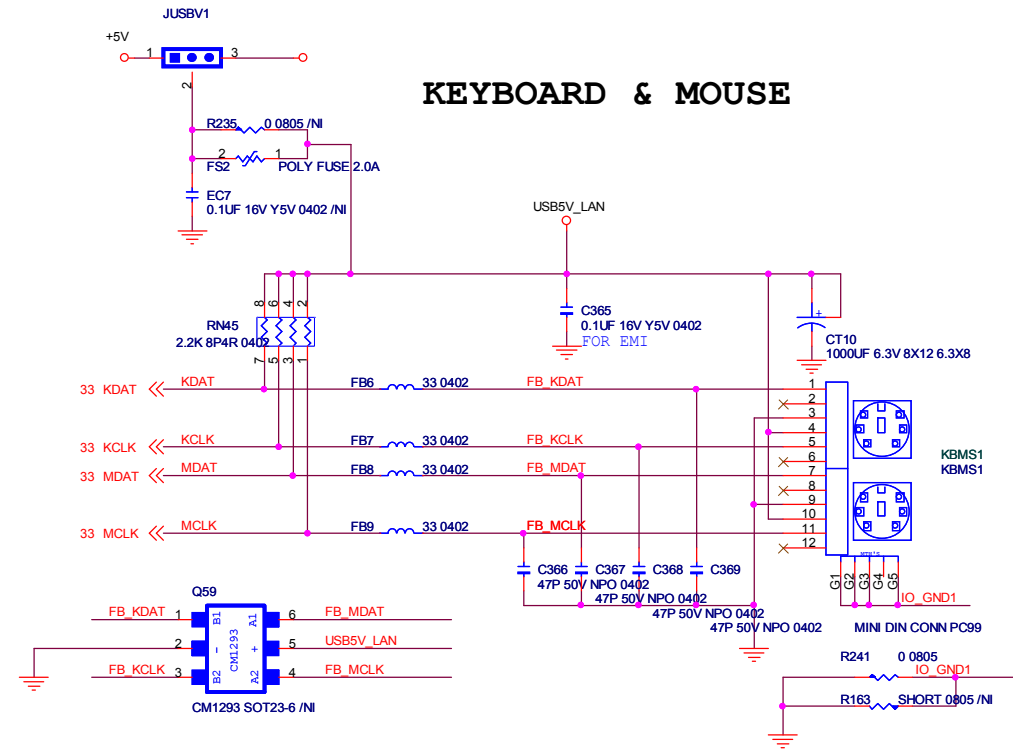 JUSBV1
+5V
1
3
2
KEYBOARD & MOUSE
R235
0 0805 /NI
2
1
FS2
POLY FUSE 2.0A
EC7
0.1UF 16V Y5V 0402 /NI
USB5V_LAN
8
6
4
2
RN45
2.2K 8P4R 0402
7
5
3
1
C365
0.1UF 16V Y5V 0402
FOR EMI
+
CT10
1000UF 6.3V 8X12 6.3X8
33 KDAT
KDAT
FB6
33 0402
FB_KDAT
33 KCLK
KCLK
FB7
33 0402
FB_KCLK
33 MDAT
MDAT
FB8
33 0402
FB_MDAT
33 MCLK
MCLK
FB9
33 0402
FB_MCLK
1
2
3
4
5
6
7
8
9
10
11
12
KBMS1
KBMS1
MTH'S
G1
G2
G3
G4
G5
IO_GND1
MINI DIN CONN PC99
C366
47P 50V NPO 0402
C367
47P 50V NPO 0402
C368
47P 50V NPO 0402
C369
47P 50V NPO 0402
Q59
FB_KDAT
1
B1
A1
6
FB_MDAT
2
-
CM1293
+
5
USB5V_LAN
FB_KCLK
3
B2
A2
4
FB_MCLK
CM1293 SOT23-6 /NI
R241
0 0805
IO_GND1
R163
SHORT 0805 /NI